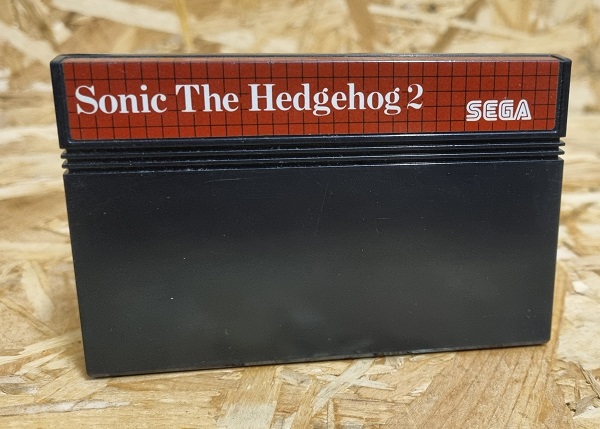 Sonic The Hedgehog 2
SEGA